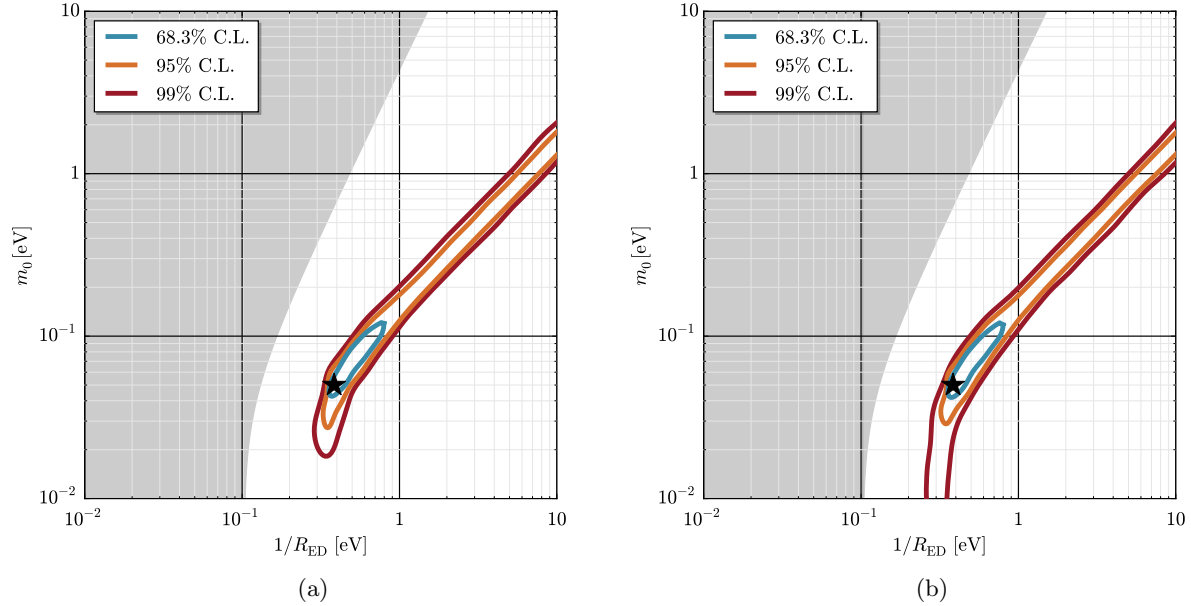 10
1
10⁻¹
10⁻²
m₀ [eV]
68.3% C.L.
95% C.L.
99% C.L.
10⁻²
10⁻¹
1
10
1/R_ED [eV]
(a)
10
1
10⁻¹
10⁻²
m₀ [eV]
68.3% C.L.
95% C.L.
99% C.L.
10⁻²
10⁻¹
1
10
1/R_ED [eV]
(b)